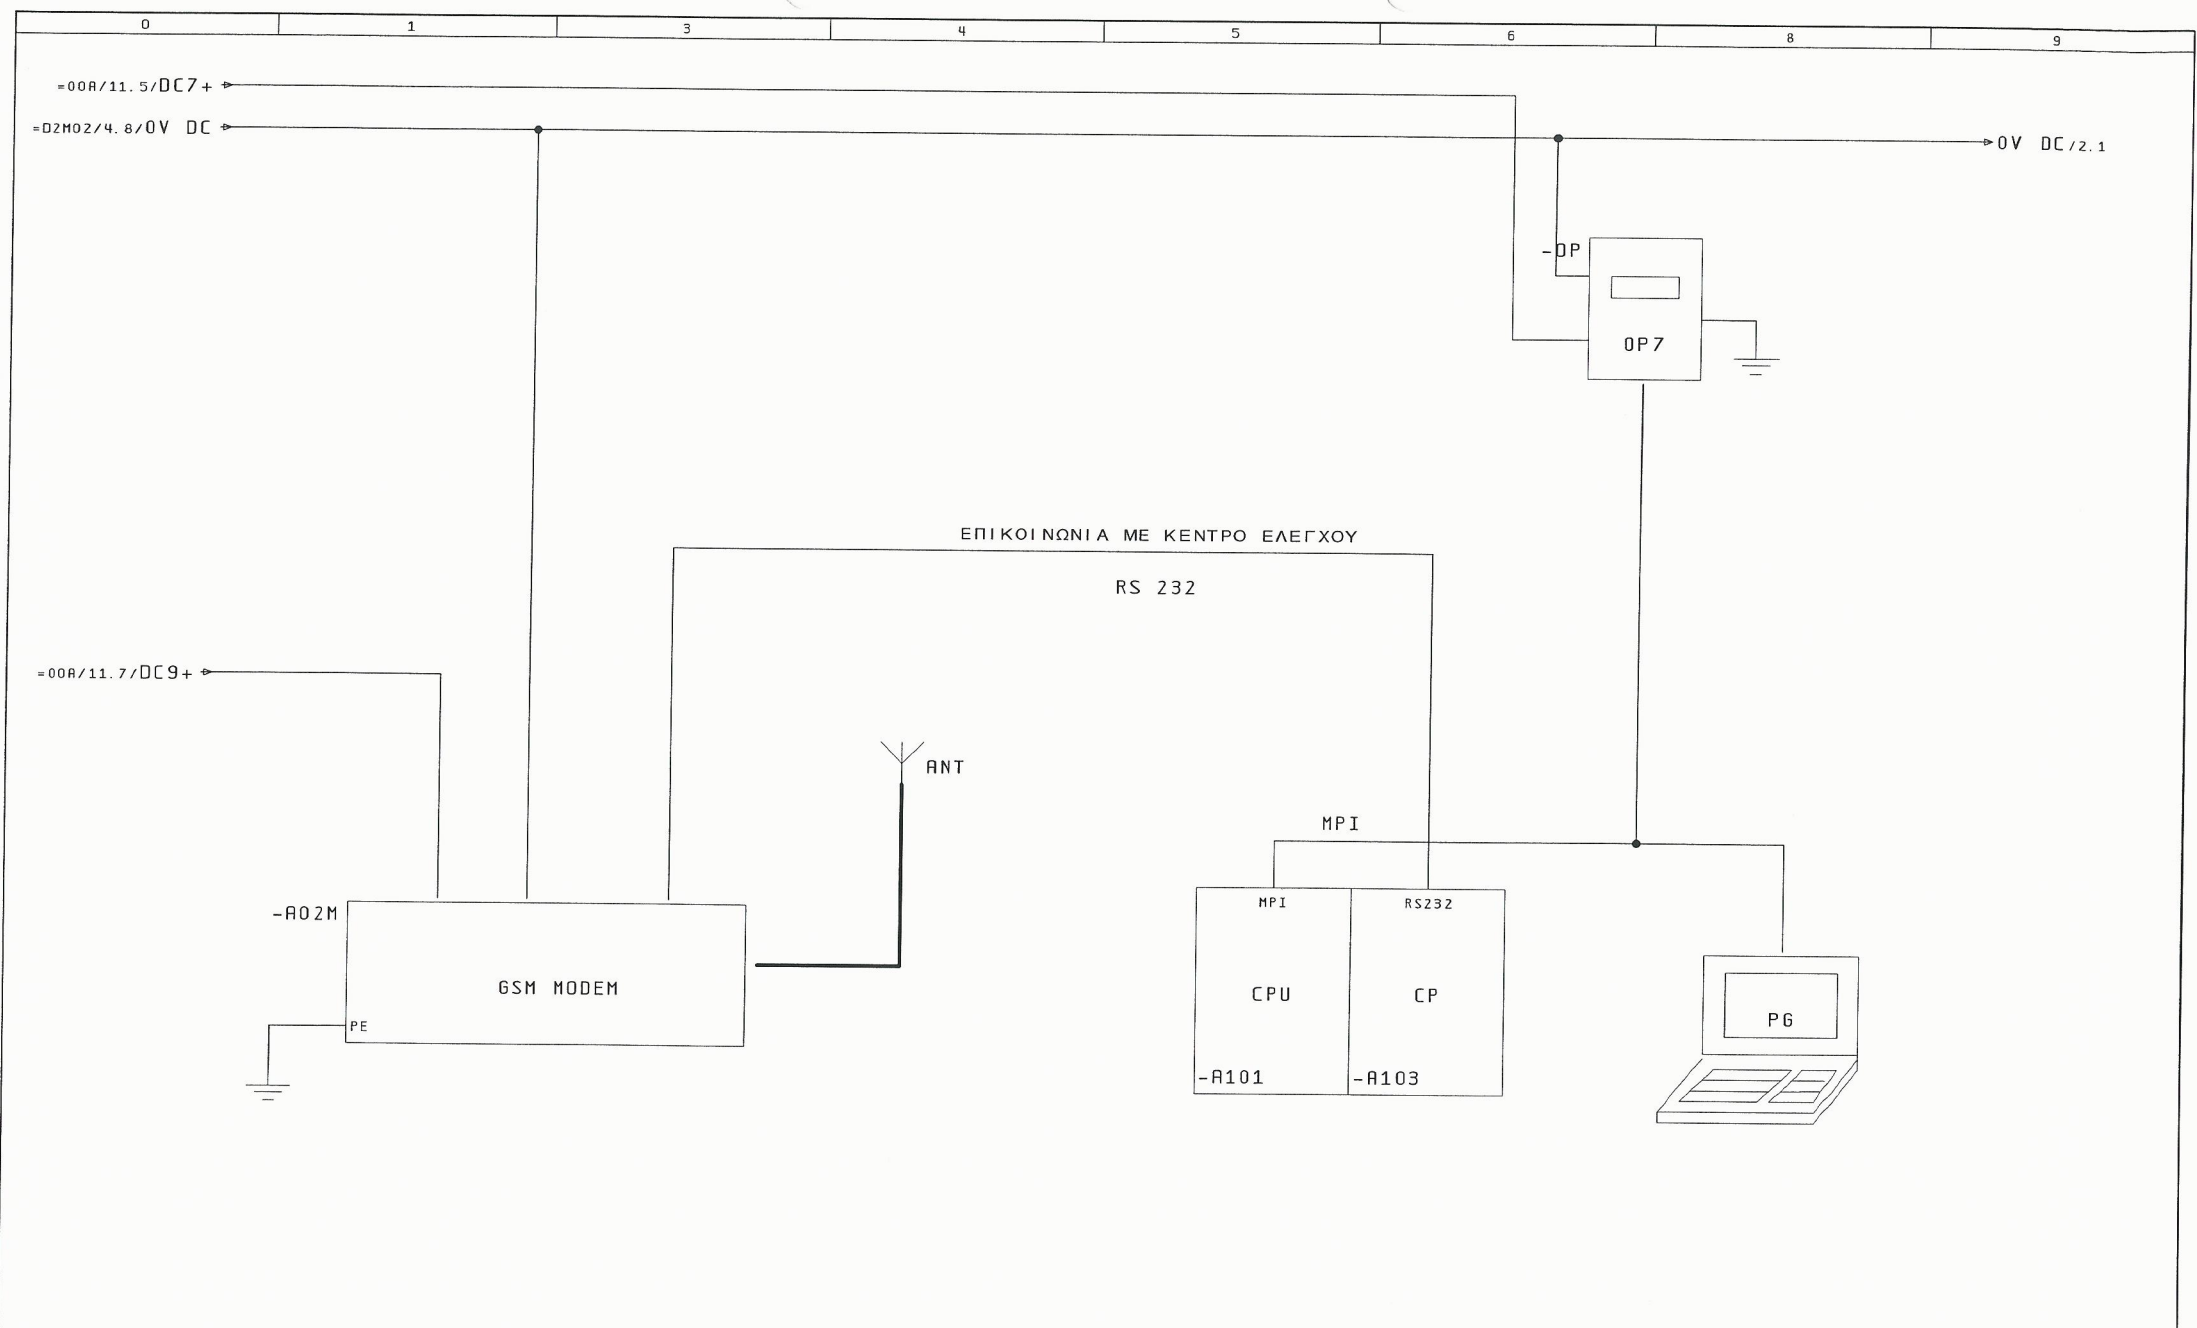 0 1 3 4 5 6 8 9
=00A/11.5/DC7+
=D2M02/4.8/0V DC
0V DC/2.1
-OP
OP7
ΕΠΙΚΟΙΝΩΝΙΑ ΜΕ ΚΕΝΤΡΟ ΕΛΕΓΧΟΥ
RS 232
=00A/11.7/DC9+
ANT
MPI
-A02M
MPI
RS232
GSM MODEM
CPU
CP
PG
PE
-A101
-A103